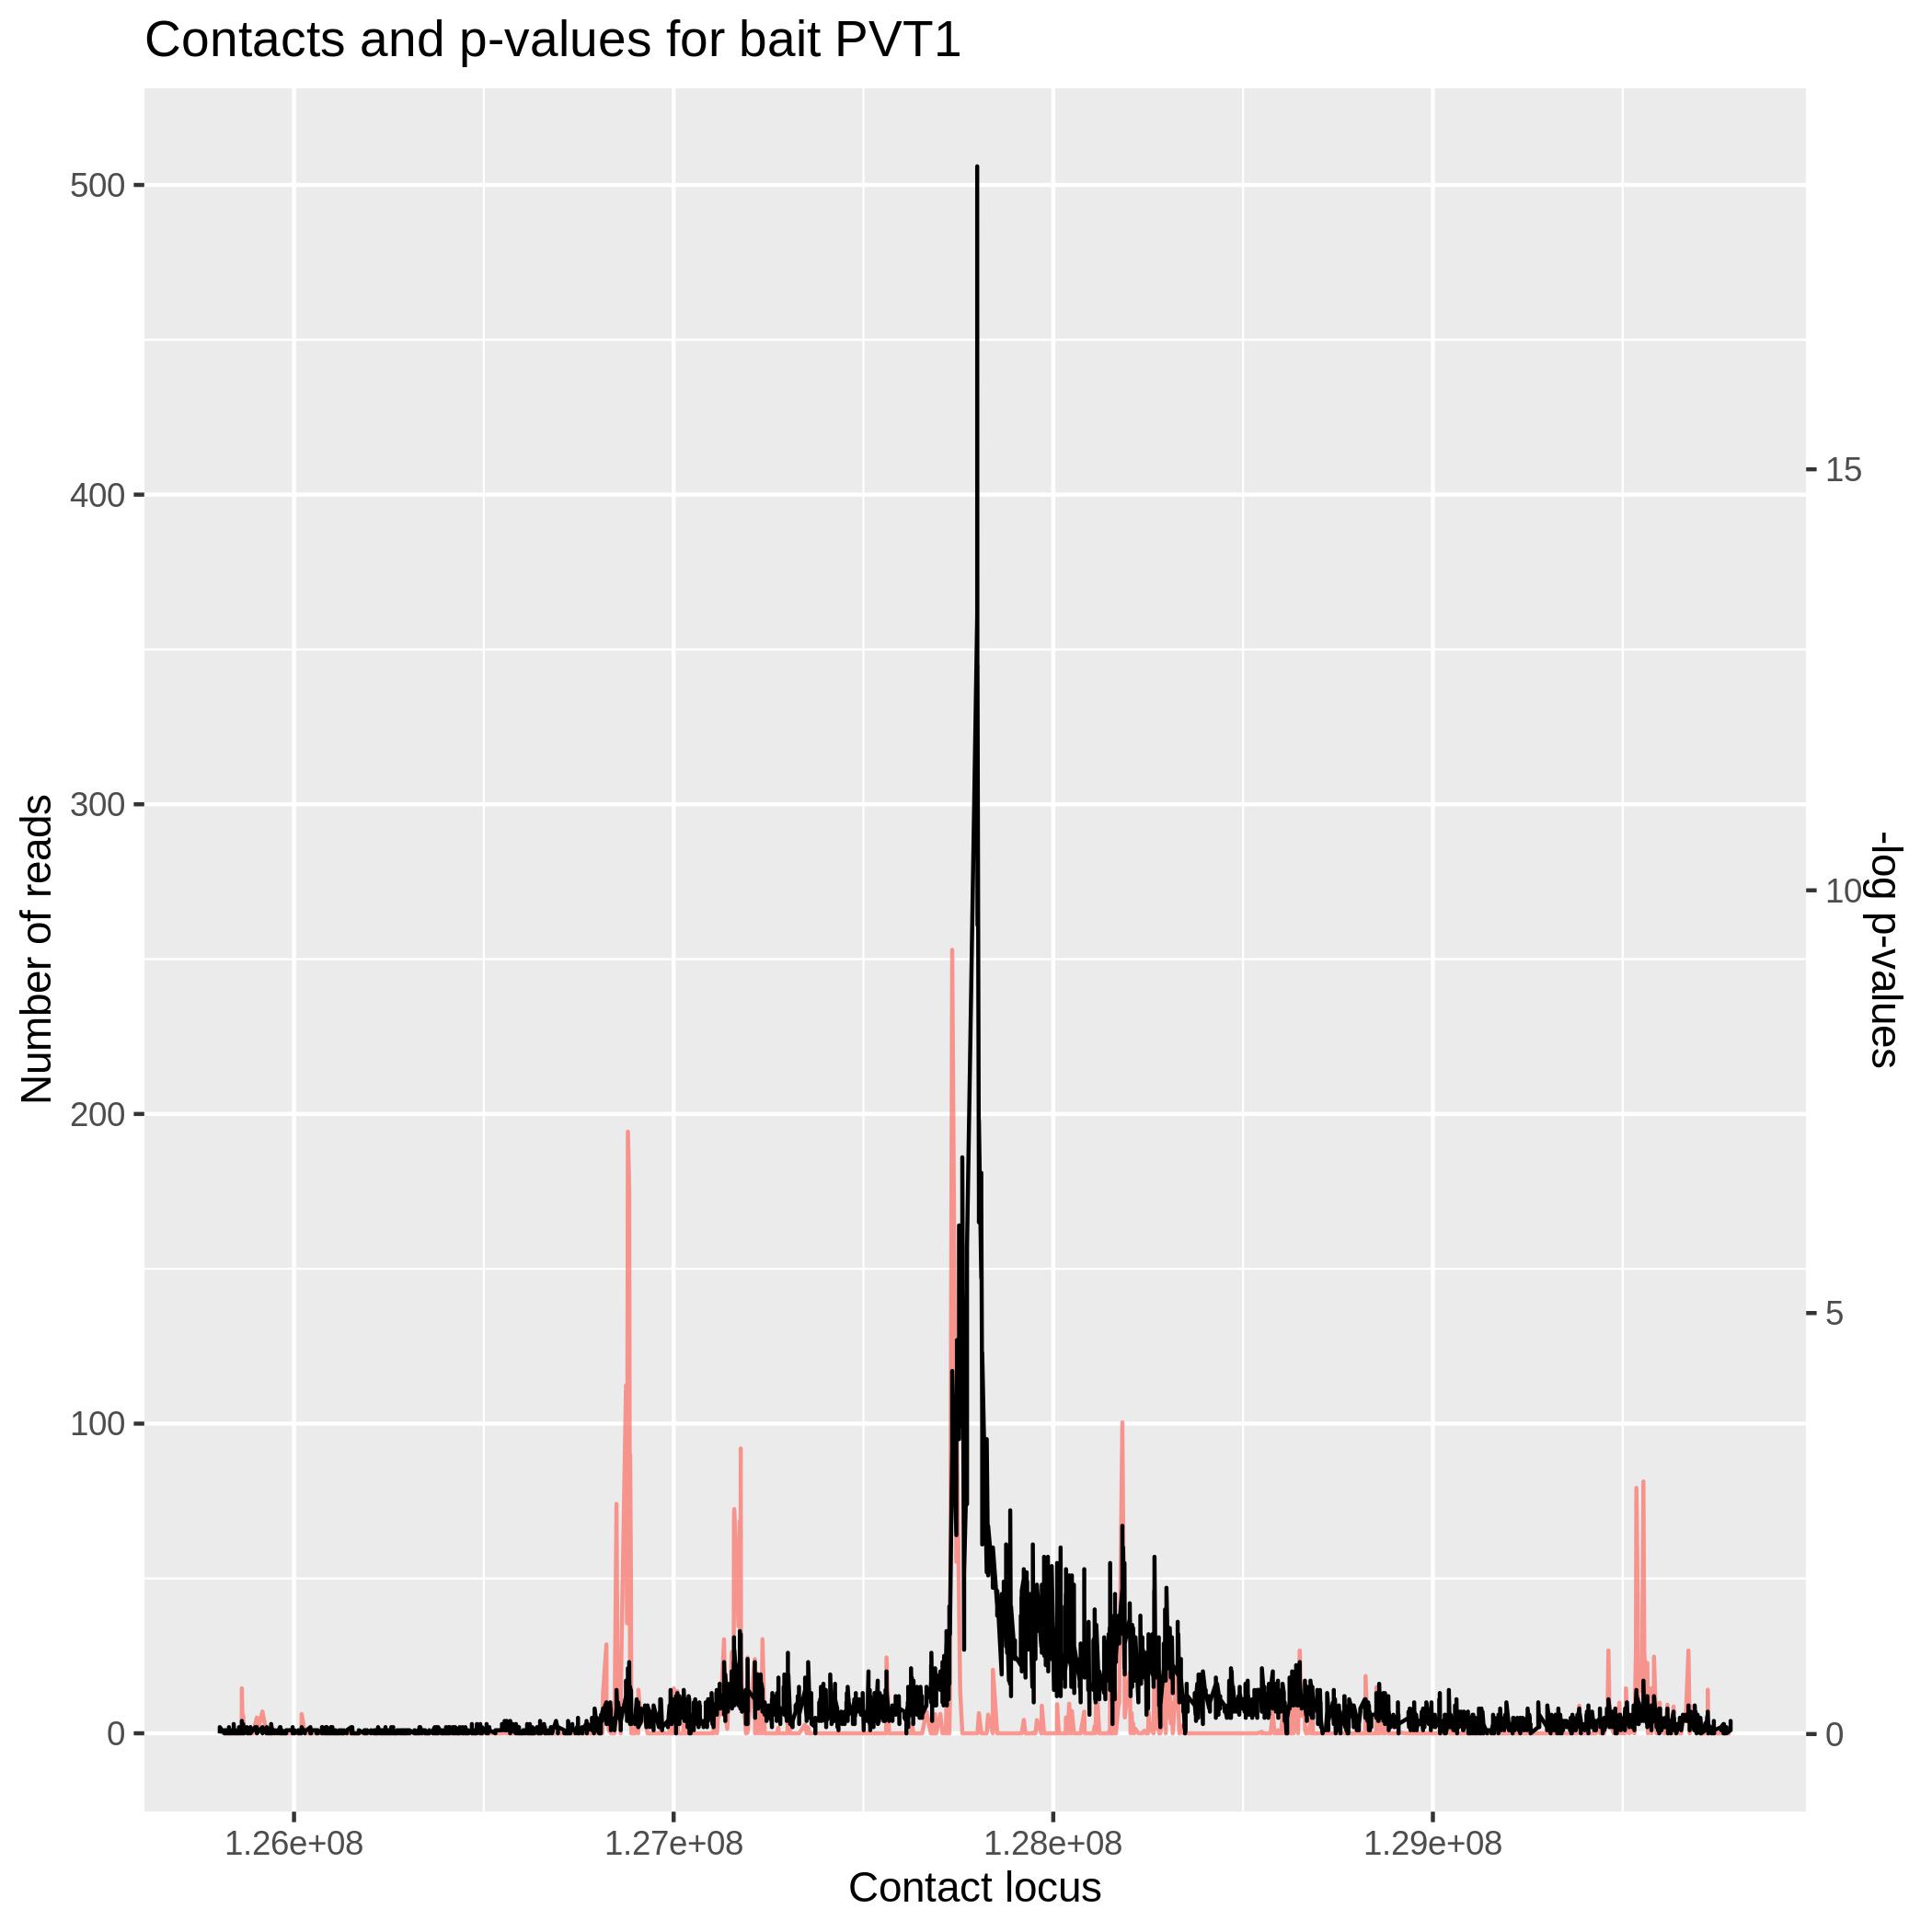 Contacts and p-values for bait PVT1
500
400
300
200
100
0
Number of reads
15
10
5
0
-log p-values
1.26e+08
1.27e+08
1.28e+08
1.29e+08
Contact locus